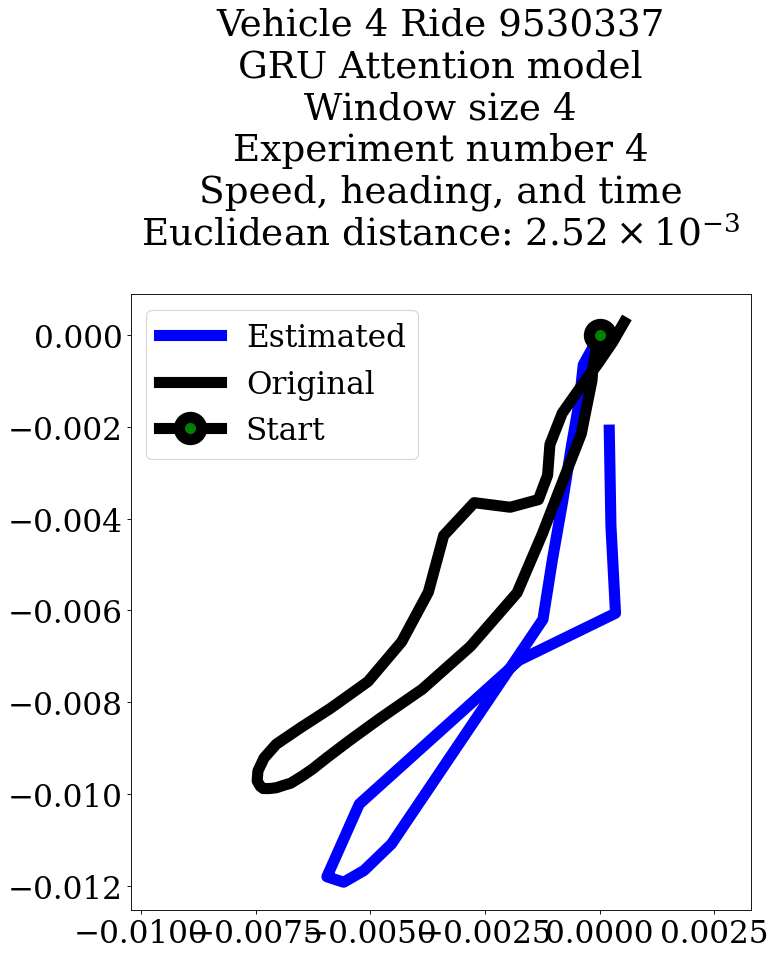 Vehicle 4 Ride 9530337
GRU Attention model
Window size 4
Experiment number 4
Speed, heading, and time
Euclidean distance: 2.52 × 10⁻³
Estimated
Original
Start
0.000
−0.002
−0.004
−0.006
−0.008
−0.010
−0.012
−0.0100 −0.0075 −0.0050 −0.0025 0.0000 0.0025